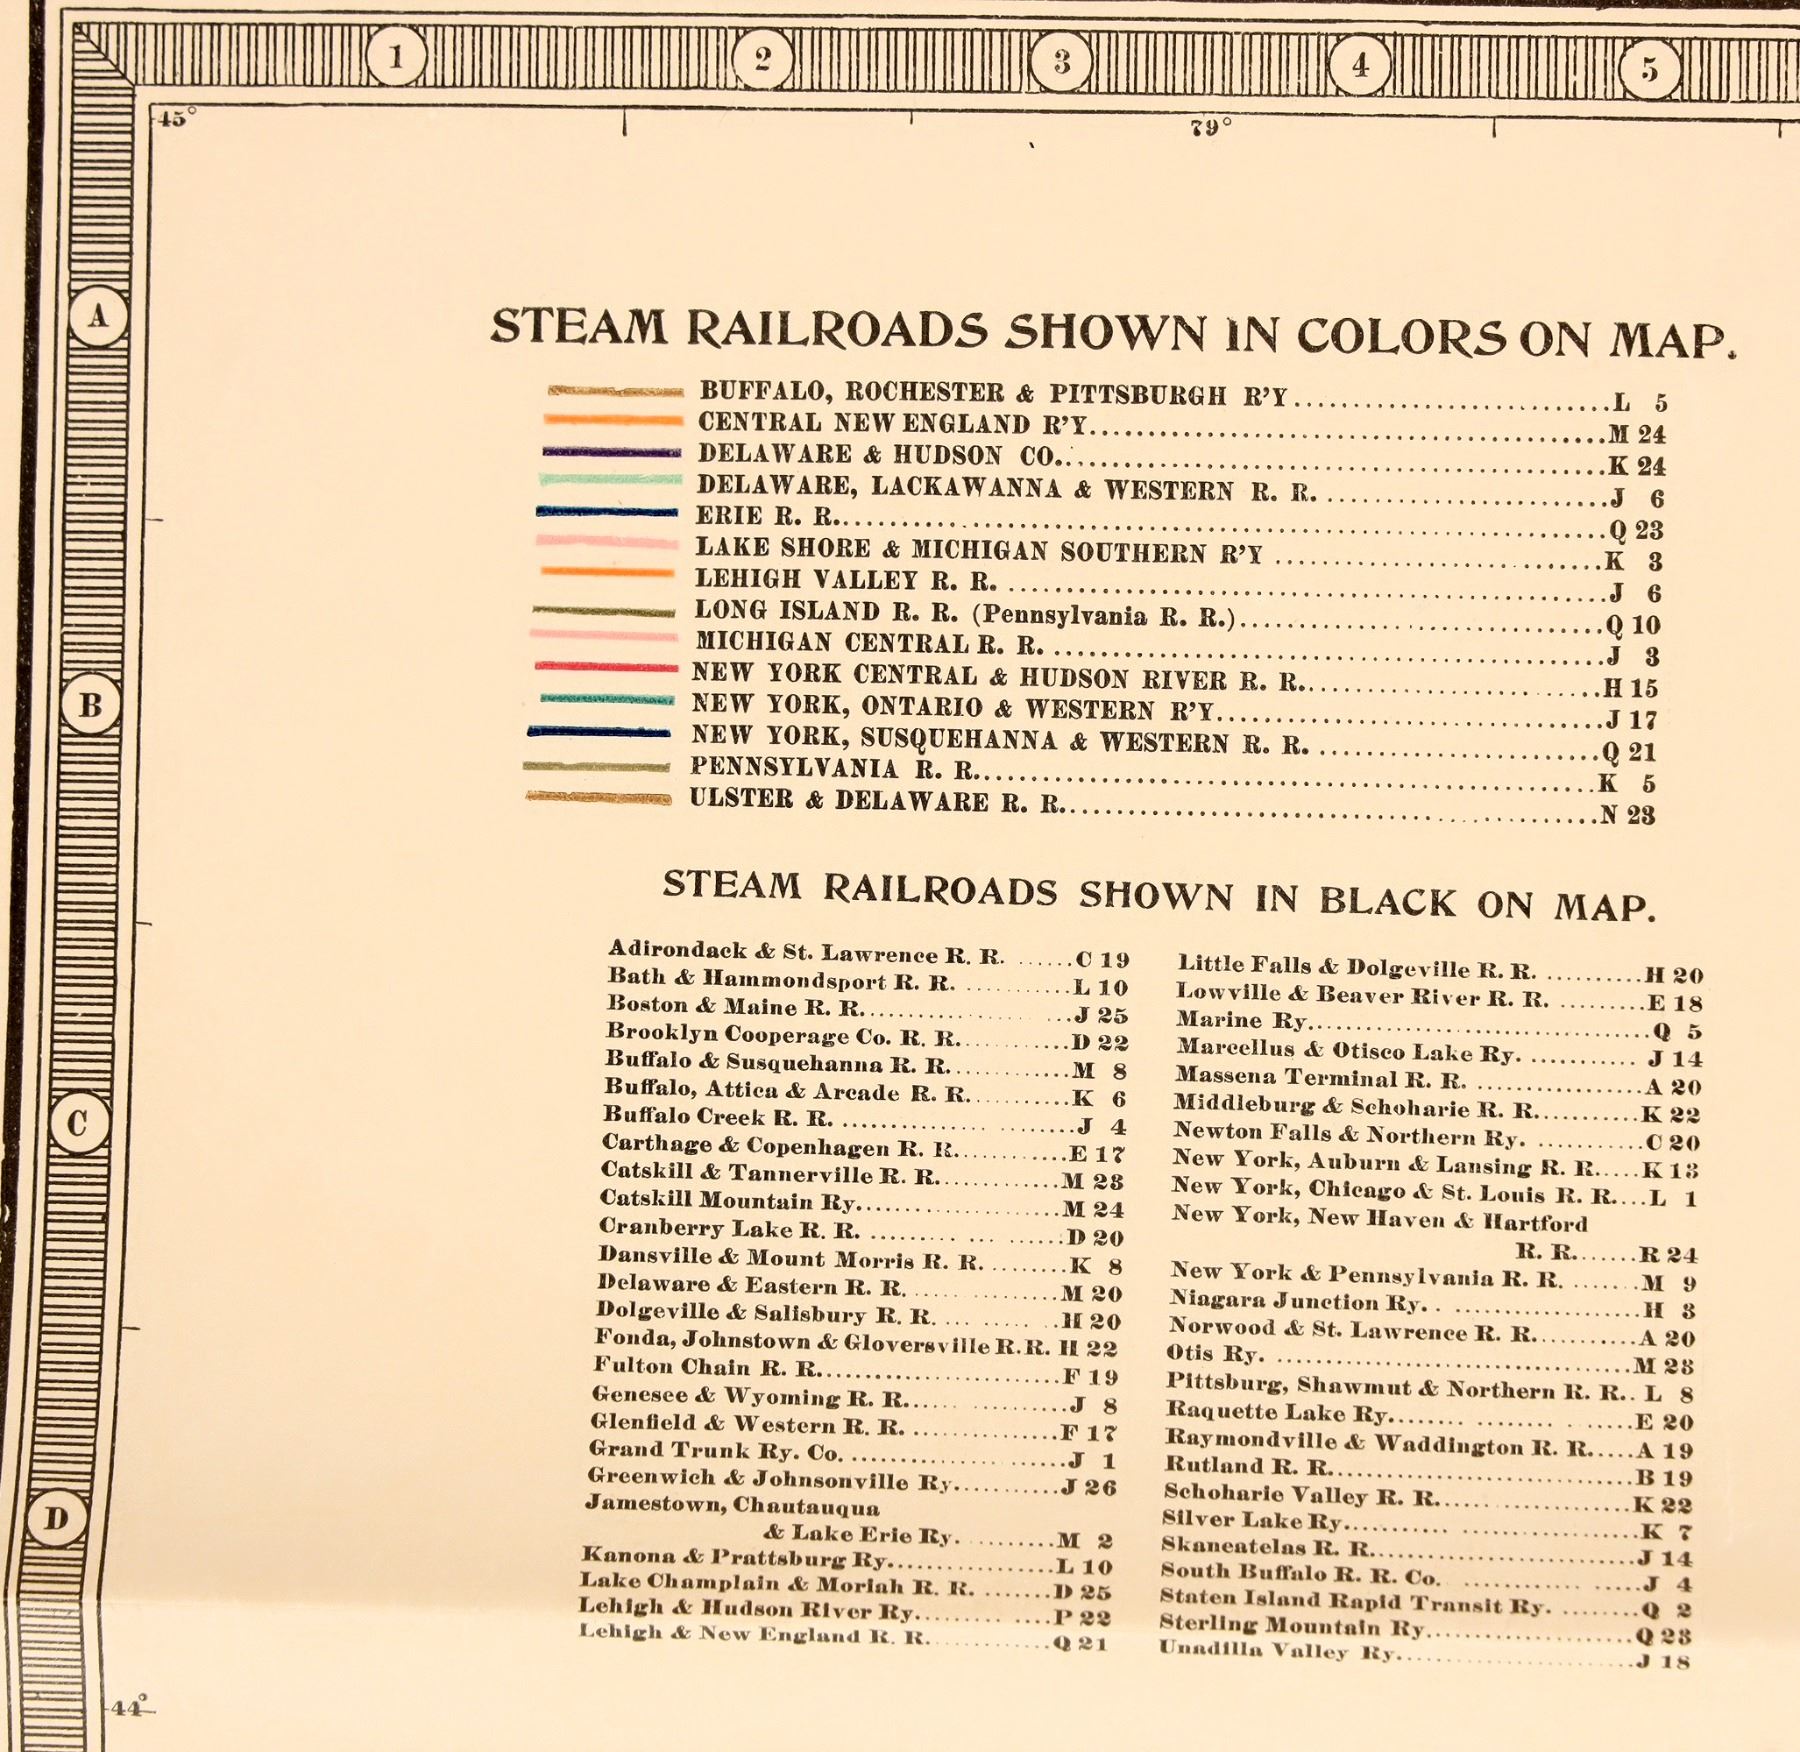 1 2 3 4 5
45° 79°
A
B
C
D
44°
STEAM RAILROADS SHOWN IN COLORS ON MAP.
BUFFALO, ROCHESTER & PITTSBURGH R'Y....L 5
CENTRAL NEW ENGLAND R'Y....M 24
DELAWARE & HUDSON CO....K 24
DELAWARE, LACKAWANNA & WESTERN R. R. ....J 6
ERIE R. R....Q 23
LAKE SHORE & MICHIGAN SOUTHERN R'Y ....K 3
LEHIGH VALLEY R. R. ....J 6
LONG ISLAND R. R. (Pennsylvania R. R.)....Q 10
MICHIGAN CENTRAL R. R. ....J 3
NEW YORK CENTRAL & HUDSON RIVER R. R....H 15
NEW YORK, ONTARIO & WESTERN R'Y....J 17
NEW YORK, SUSQUEHANNA & WESTERN R. R. ....Q 21
PENNSYLVANIA R. R....K 5
ULSTER & DELAWARE R. R....N 23
STEAM RAILROADS SHOWN IN BLACK ON MAP.
Adirondack & St. Lawrence R. R. ....C 19
Bath & Hammondsport R. R. ....L 10
Boston & Maine R. R....J 25
Brooklyn Cooperage Co. R. R....D 22
Buffalo & Susquehanna R. R....M 8
Buffalo, Attica & Arcade R. R....K 6
Buffalo Creek R. R. ....J 4
Carthage & Copenhagen R. R....E 17
Catskill & Tannerville R. R....M 23
Catskill Mountain Ry....M 24
Cranberry Lake R. R. ....D 20
Dansville & Mount Morris R. R. ....K 8
Delaware & Eastern R. R. ....M 20
Dolgeville & Salisbury R. R. ....H 20
Fonda, Johnstown & Gloversville R. R. H 22
Fulton Chain R. R....F 19
Genesee & Wyoming R. R....J 8
Glenfield & Western R. R. ....F 17
Grand Trunk Ry. Co. ....J 1
Greenwich & Johnsonville Ry....J 26
Jamestown, Chautauqua
& Lake Erie Ry. ....M 2
Kanona & Prattsburg Ry....L 10
Lake Champlain & Moriah R. R. ....D 25
Lehigh & Hudson River Ry....P 22
Lehigh & New England R. R....Q 21
Little Falls & Dolgeville R. R. ....H 20
Lowville & Beaver River R. R. ....E 18
Marine Ry....Q 5
Marcellus & Otisco Lake Ry. ....J 14
Massena Terminal R. R. ....A 20
Middleburg & Schoharie R. R....K 22
Newton Falls & Northern Ry. ....C 20
New York, Auburn & Lansing R. R....K 13
New York, Chicago & St. Louis R. R....L 1
New York, New Haven & Hartford
R. R....R 24
New York & Pennsylvania R. R. ....M 9
Niagara Junction Ry. ....H 3
Norwood & St. Lawrence R. R....A 20
Otis Ry. ....M 23
Pittsburg, Shawmut & Northern R. R.. L 8
Raquette Lake Ry....E 20
Raymondville & Waddington R. R....A 19
Rutland R. R....B 19
Schoharie Valley R. R....K 22
Silver Lake Ry....K 7
Skaneatelas R. R....J 14
South Buffalo R. R. Co. ....J 4
Staten Island Rapid Transit Ry. ....Q 2
Sterling Mountain Ry....Q 23
Unadilla Valley Ry....J 18